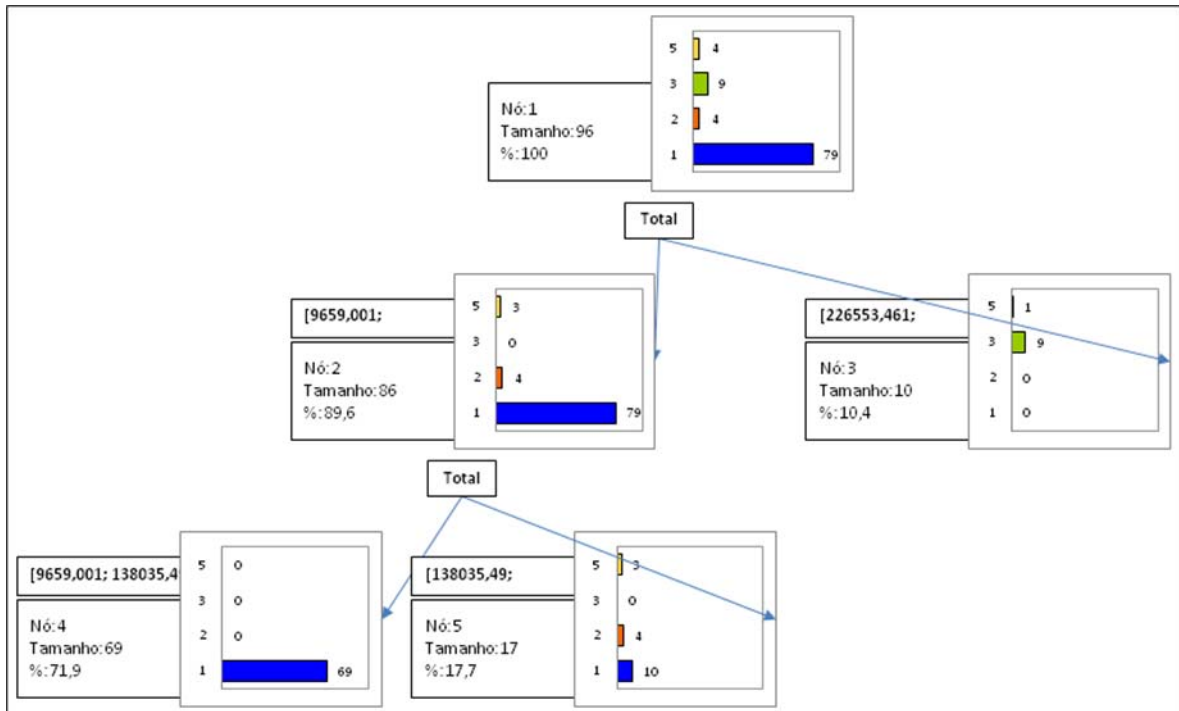 5 4
3 9
2 4
1 79
Nó:1
Tamanho:96
%:100
Total
[9659,001;
5 3
3 0
2 4
1 79
Nó:2
Tamanho:86
%:89,6
[226553,461;
5 1
3 9
2 0
1 0
Nó:3
Tamanho:10
%:10,4
Total
[9659,001; 138035,4
5 0
3 0
2 0
1 69
Nó:4
Tamanho:69
%:71,9
[138035,49;
5 3
3 0
2 4
1 10
Nó:5
Tamanho:17
%:17,7